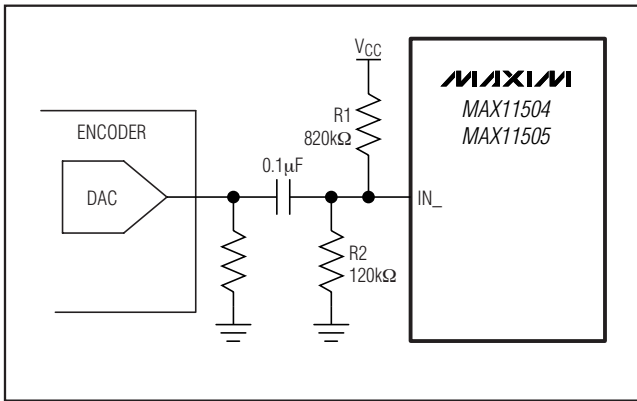 VCC
MAXIM
MAX11504
MAX11505
R1
820kΩ
ENCODER
0.1μF
DAC
IN_
R2
120kΩ